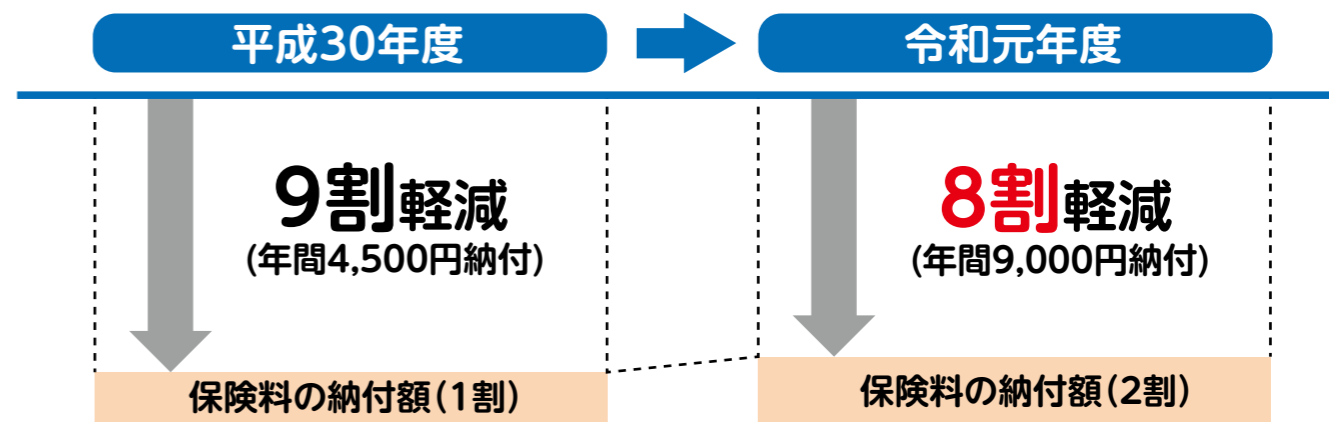 平成30年度
令和元年度
9割軽減
(年間4,500円納付)
8割軽減
(年間9,000円納付)
保険料の納付額(1割)
保険料の納付額(2割)